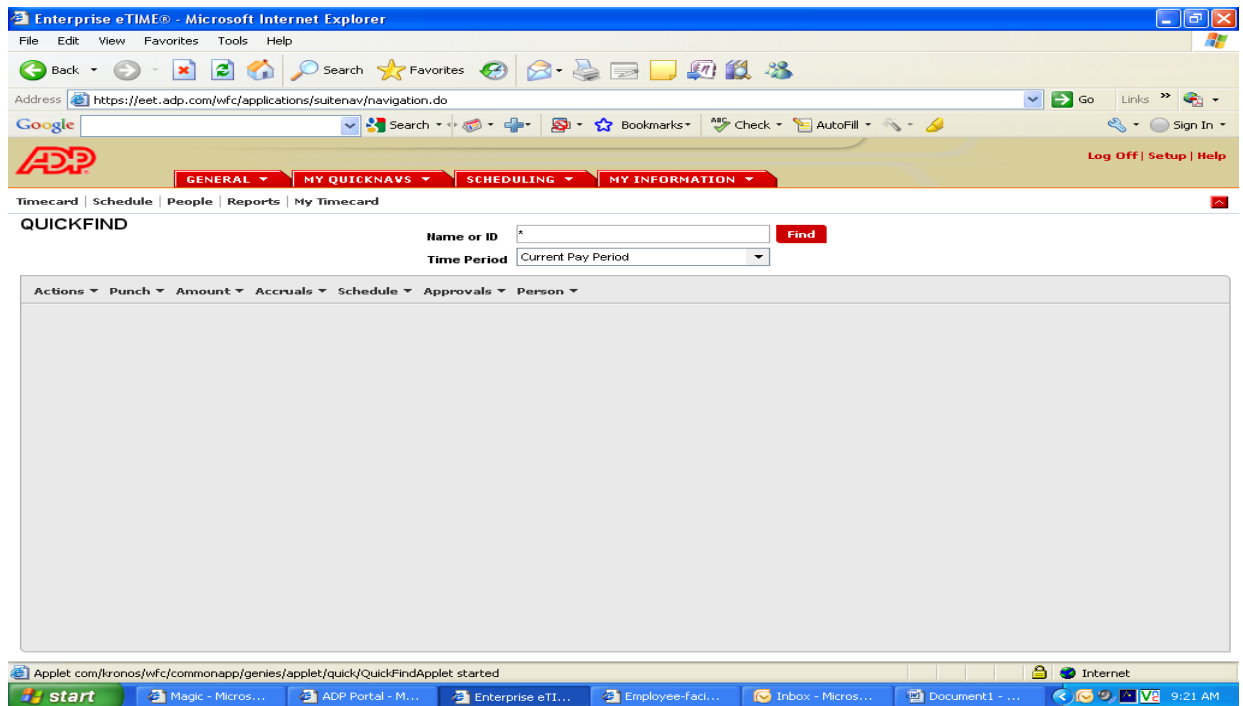 Enterprise eTIME® - Microsoft Internet Explorer
File Edit View Favorites Tools Help
Back Search Favorites
Address https://eet.adp.com/wfc/applications/suitenav/navigation.do Go Links »
Google Search Bookmarks ABC Check AutoFill Sign In
ADP
Log Off | Setup | Help
GENERAL MY QUICKNAVS SCHEDULING MY INFORMATION
Timecard | Schedule | People | Reports | My Timecard
QUICKFIND
Name or ID * Find
Time Period Current Pay Period
Actions Punch Amount Accruals Schedule Approvals Person
Applet com/kronos/wfc/commonapp/genies/applet/quick/QuickFindApplet started Internet
start Magic - Micros... ADP Portal - M... Enterprise eTI... Employee-faci... Inbox - Micros... Document1 - ... 9:21 AM